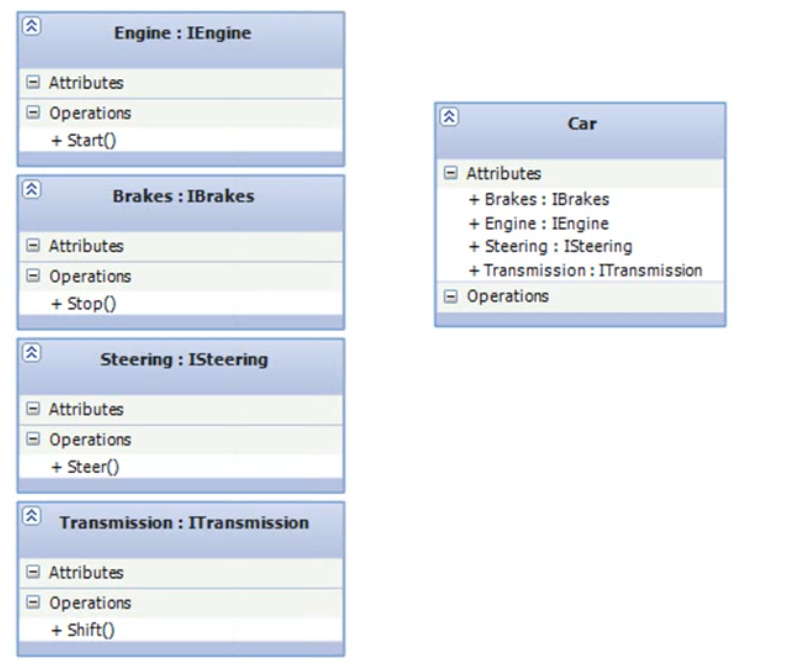 Engine : IEngine
Attributes
Operations
+ Start()
Brakes : IBrakes
Attributes
Operations
+ Stop()
Steering : ISteering
Attributes
Operations
+ Steer()
Transmission : ITransmission
Attributes
Operations
+ Shift()
Car
Attributes
+ Brakes : IBrakes
+ Engine : IEngine
+ Steering : ISteering
+ Transmission : ITransmission
Operations